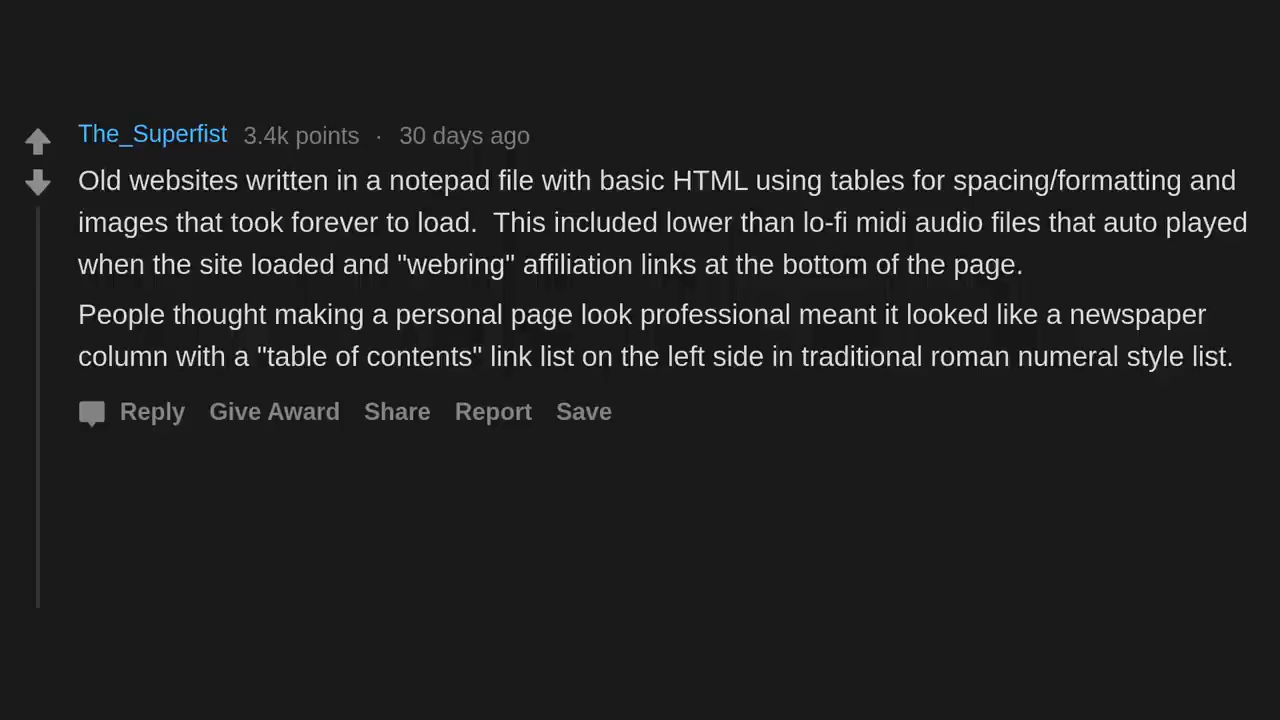 The_Superfist 3.4k points · 30 days ago
Old websites written in a notepad file with basic HTML using tables for spacing/formatting and
images that took forever to load.  This included lower than lo-fi midi audio files that auto played
when the site loaded and "webring" affiliation links at the bottom of the page.
People thought making a personal page look professional meant it looked like a newspaper
column with a "table of contents" link list on the left side in traditional roman numeral style list.
Reply Give Award Share Report Save